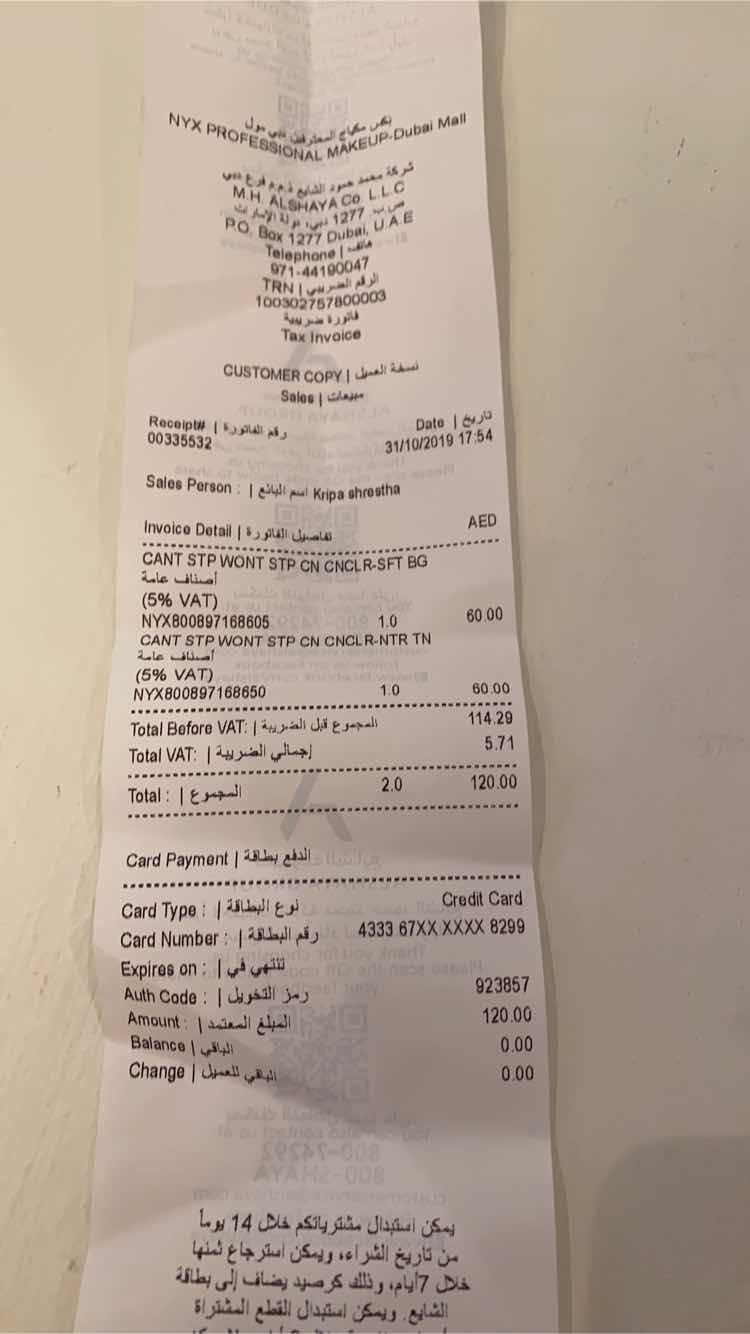 نكس مكياج المحترفين دبي مول
NYX PROFESSIONAL MAKEUP-Dubai Mall
شركة محمد حمود الشايع ذ.م.م فرع دبي
M.H. ALSHAYA Co. L.L.C
ص.ب. 1277 دبي، دولة الإمارات
P.O. Box 1277 Dubai, U.A.E
Telephone | هاتف
971-44190047
TRN | الرقم الضريبي
100302757800003
فاتورة ضريبية
Tax Invoice
CUSTOMER COPY | نسخة العميل
Sales | مبيعات
Receipt# | رقم الفاتورة Date | تاريخ
00335532 31/10/2019 17:54
Sales Person : | اسم البائع Kripa shrestha
Invoice Detail | تفاصيل الفاتورة AED
CANT STP WONT STP CN CNCLR-SFT BG
أصناف عامة
(5% VAT)
NYX800897168605 1.0 60.00
CANT STP WONT STP CN CNCLR-NTR TN
أصناف عامة
(5% VAT)
NYX800897168650 1.0 60.00
Total Before VAT: | المجموع قبل الضريبة 114.29
Total VAT: | إجمالي الضريبة 5.71
Total : | المجموع 2.0 120.00
Card Payment | الدفع بطاقة
Card Type : | نوع البطاقة Credit Card
Card Number : | رقم البطاقة 4333 67XX XXXX 8299
Expires on : | تنتهي في
Auth Code : | رمز التخويل 923857
Amount : | المبلغ المعتمد 120.00
Balance | الباقي 0.00
Change | الباقي للعميل 0.00
يمكن استبدال مشترياتكم خلال 14 يوماً
من تاريخ الشراء، ويمكن استرجاع ثمنها
خلال 7أيام، وذلك كرصيد يضاف إلى بطاقة
الشايع. ويمكن استبدال القطع المشتراة